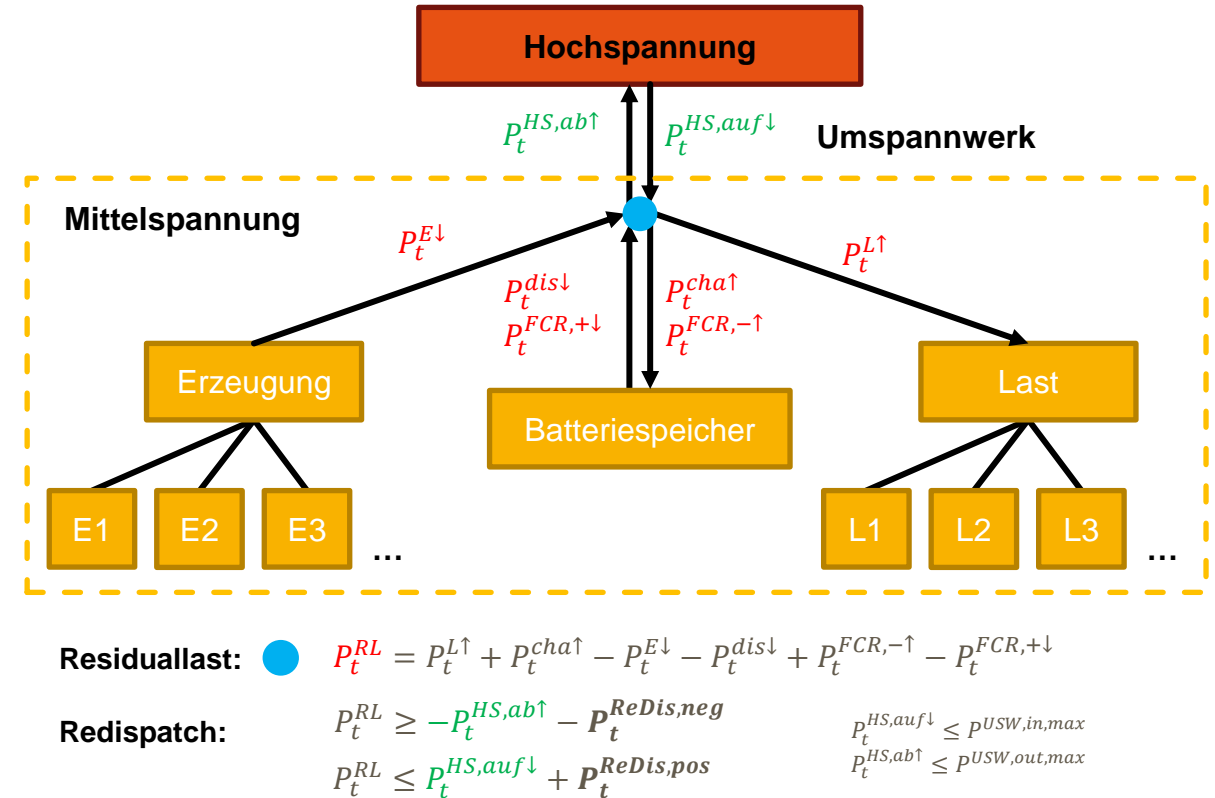 Hochspannung
P_t^{HS,ab↑}
P_t^{HS,auf↓}
Umspannwerk
Mittelspannung
P_t^{E↓}
P_t^{L↑}
P_t^{dis↓}
P_t^{cha↑}
P_t^{FCR,+↓}
P_t^{FCR,−↑}
Erzeugung
Batteriespeicher
Last
E1 E2 E3 ...
L1 L2 L3 ...
Residuallast: P_t^{RL} = P_t^{L↑} + P_t^{cha↑} − P_t^{E↓} − P_t^{dis↓} + P_t^{FCR,−↑} − P_t^{FCR,+↓}
Redispatch:
P_t^{RL} ≥ −P_t^{HS,ab↑} − P_t^{ReDis,neg}
P_t^{RL} ≤ P_t^{HS,auf↓} + P_t^{ReDis,pos}
P_t^{HS,auf↓} ≤ P^{USW,in,max}
P_t^{HS,ab↑} ≤ P^{USW,out,max}